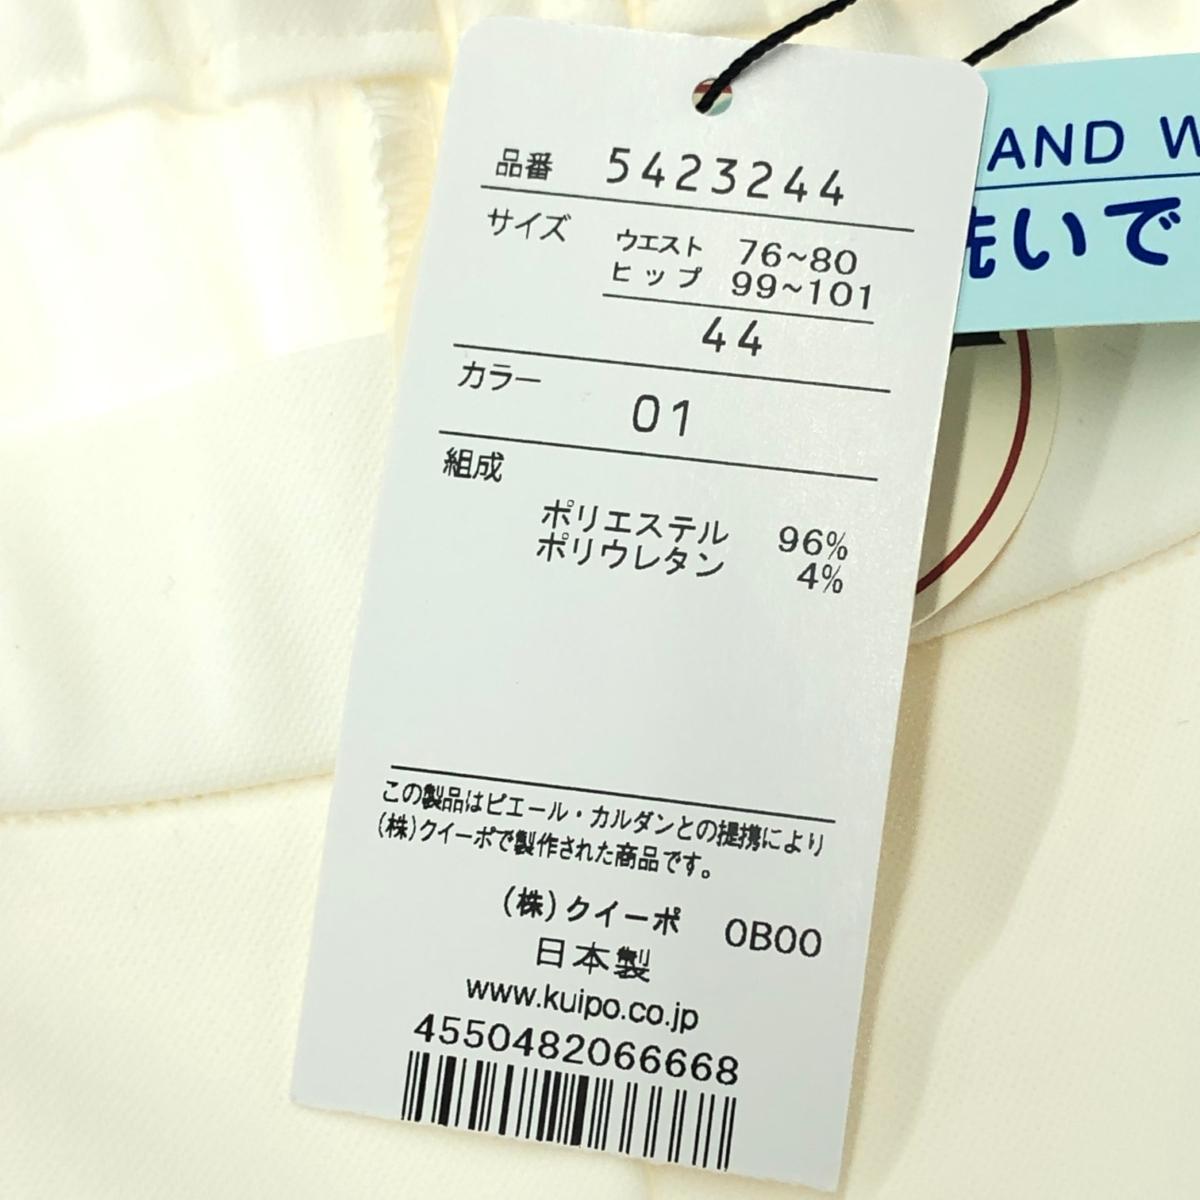 品番 5423244
サイズ ウエスト 76~80
ヒップ 99~101
44
カラー
01
組成
ポリエステル 96%
ポリウレタン 4%
この製品はピエール・カルダンとの提携により
(株)クイーポで製作された商品です。
(株)クイーポ 0B00
日本製
www.kuipo.co.jp
4550482066668
AND W
洗いで